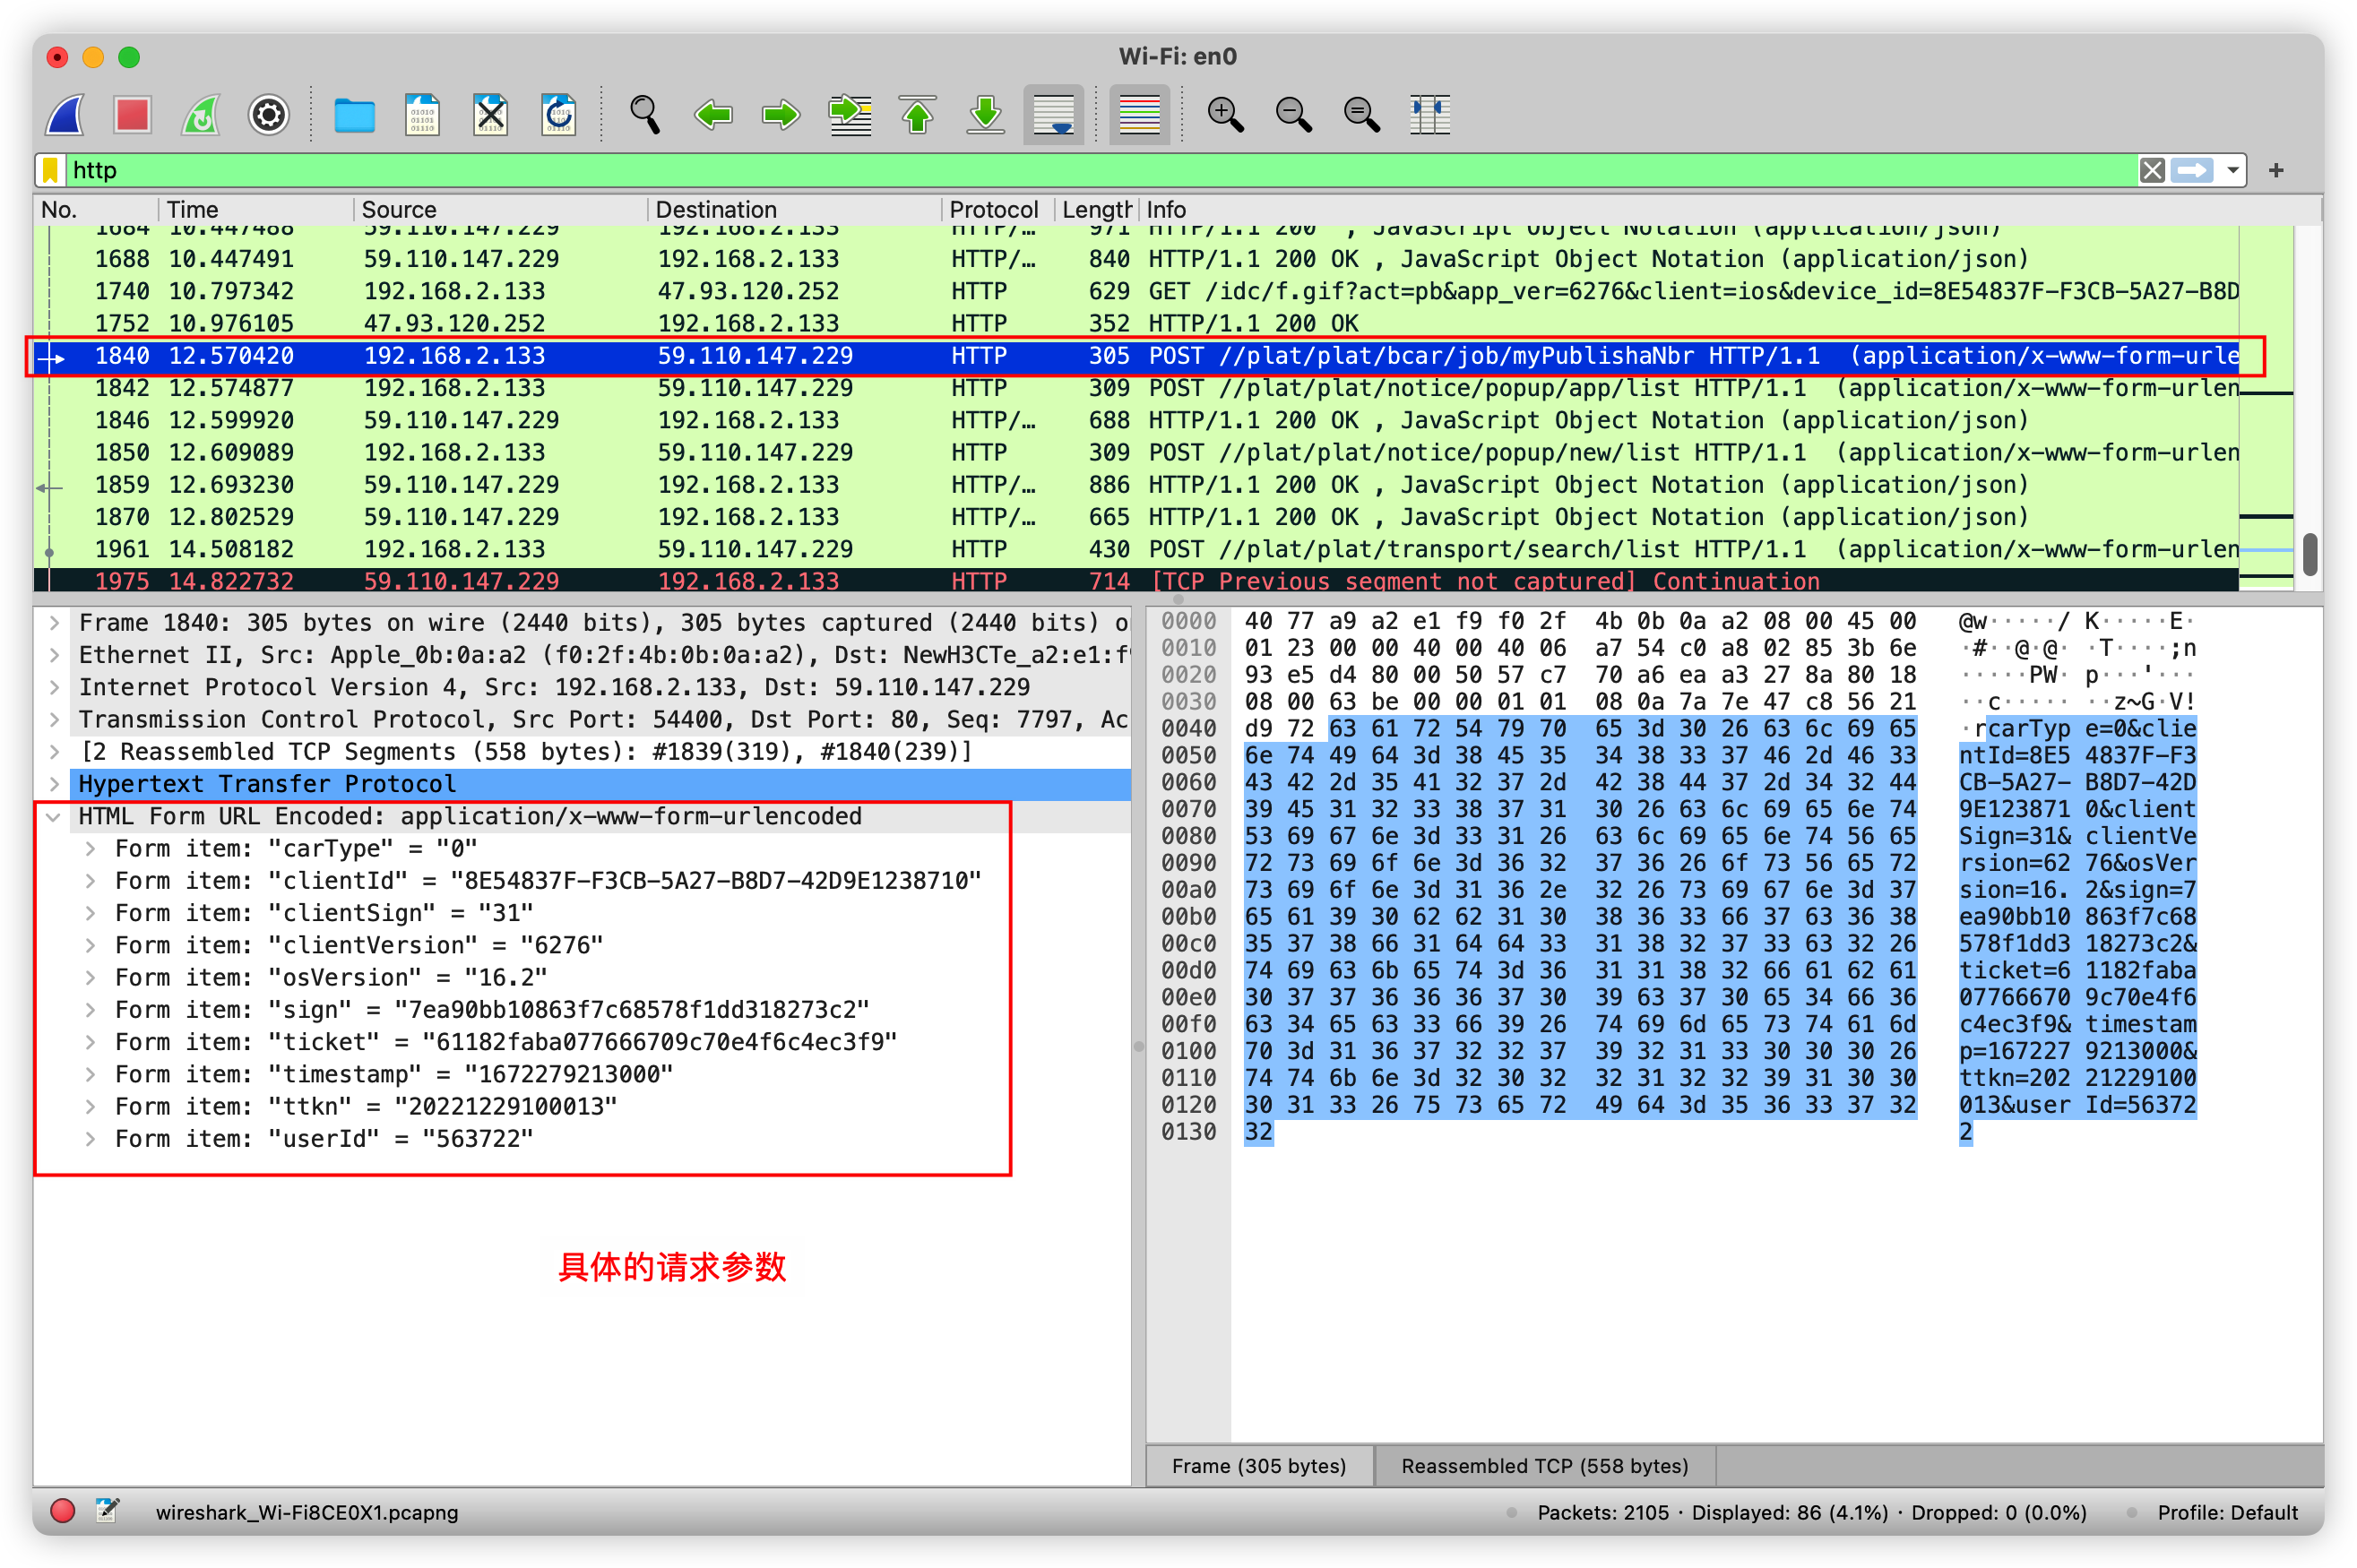 Wi-Fi: en0
http
No. Time Source Destination Protocol Length Info
1684 10.447488 59.110.147.229 192.168.2.133 HTTP/… 971 HTTP/1.1 200 , JavaScript Object Notation (application/json)
1688 10.447491 59.110.147.229 192.168.2.133 HTTP/… 840 HTTP/1.1 200 OK , JavaScript Object Notation (application/json)
1740 10.797342 192.168.2.133 47.93.120.252 HTTP 629 GET /idc/f.gif?act=pb&app_ver=6276&client=ios&device_id=8E54837F-F3CB-5A27-B8D
1752 10.976105 47.93.120.252 192.168.2.133 HTTP 352 HTTP/1.1 200 OK
1840 12.570420 192.168.2.133 59.110.147.229 HTTP 305 POST //plat/plat/bcar/job/myPublishaNbr HTTP/1.1 (application/x-www-form-urle
1842 12.574877 192.168.2.133 59.110.147.229 HTTP 309 POST //plat/plat/notice/popup/app/list HTTP/1.1 (application/x-www-form-urlen
1846 12.599920 59.110.147.229 192.168.2.133 HTTP/… 688 HTTP/1.1 200 OK , JavaScript Object Notation (application/json)
1850 12.609089 192.168.2.133 59.110.147.229 HTTP 309 POST //plat/plat/notice/popup/new/list HTTP/1.1 (application/x-www-form-urlen
1859 12.693230 59.110.147.229 192.168.2.133 HTTP/… 886 HTTP/1.1 200 OK , JavaScript Object Notation (application/json)
1870 12.802529 59.110.147.229 192.168.2.133 HTTP/… 665 HTTP/1.1 200 OK , JavaScript Object Notation (application/json)
1961 14.508182 192.168.2.133 59.110.147.229 HTTP 430 POST //plat/plat/transport/search/list HTTP/1.1 (application/x-www-form-urlen
1975 14.822732 59.110.147.229 192.168.2.133 HTTP 714 [TCP Previous segment not captured] Continuation
Frame 1840: 305 bytes on wire (2440 bits), 305 bytes captured (2440 bits) o
Ethernet II, Src: Apple_0b:0a:a2 (f0:2f:4b:0b:0a:a2), Dst: NewH3CTe_a2:e1:f9
Internet Protocol Version 4, Src: 192.168.2.133, Dst: 59.110.147.229
Transmission Control Protocol, Src Port: 54400, Dst Port: 80, Seq: 7797, Ac
[2 Reassembled TCP Segments (558 bytes): #1839(319), #1840(239)]
Hypertext Transfer Protocol
HTML Form URL Encoded: application/x-www-form-urlencoded
Form item: "carType" = "0"
Form item: "clientId" = "8E54837F-F3CB-5A27-B8D7-42D9E1238710"
Form item: "clientSign" = "31"
Form item: "clientVersion" = "6276"
Form item: "osVersion" = "16.2"
Form item: "sign" = "7ea90bb10863f7c68578f1dd318273c2"
Form item: "ticket" = "61182faba077666709c70e4f6c4ec3f9"
Form item: "timestamp" = "1672279213000"
Form item: "ttkn" = "20221229100013"
Form item: "userId" = "563722"
具体的请求参数
0000 40 77 a9 a2 e1 f9 f0 2f 4b 0b 0a a2 08 00 45 00 @w·····/ K·····E·
0010 01 23 00 00 40 00 40 06 a7 54 c0 a8 02 85 3b 6e ·#··@·@· ·T····;n
0020 93 e5 d4 80 00 50 57 c7 70 a6 ea a3 27 8a 80 18 ·····PW· p···'···
0030 08 00 63 be 00 00 01 01 08 0a 7a 7e 47 c8 56 21 ··c····· ··z~G·V!
0040 d9 72 63 61 72 54 79 70 65 3d 30 26 63 6c 69 65 ·rcarTyp e=0&clie
0050 6e 74 49 64 3d 38 45 35 34 38 33 37 46 2d 46 33 ntId=8E5 4837F-F3
0060 43 42 2d 35 41 32 37 2d 42 38 44 37 2d 34 32 44 CB-5A27- B8D7-42D
0070 39 45 31 32 33 38 37 31 30 26 63 6c 69 65 6e 74 9E123871 0&client
0080 53 69 67 6e 3d 33 31 26 63 6c 69 65 6e 74 56 65 Sign=31& clientVe
0090 72 73 69 6f 6e 3d 36 32 37 36 26 6f 73 56 65 72 rsion=62 76&osVer
00a0 73 69 6f 6e 3d 31 36 2e 32 26 73 69 67 6e 3d 37 sion=16. 2&sign=7
00b0 65 61 39 30 62 62 31 30 38 36 33 66 37 63 36 38 ea90bb10 863f7c68
00c0 35 37 38 66 31 64 64 33 31 38 32 37 33 63 32 26 578f1dd3 18273c2&
00d0 74 69 63 6b 65 74 3d 36 31 31 38 32 66 61 62 61 ticket=6 1182faba
00e0 30 37 37 36 36 36 37 30 39 63 37 30 65 34 66 36 07766670 9c70e4f6
00f0 63 34 65 63 33 66 39 26 74 69 6d 65 73 74 61 6d c4ec3f9& timestam
0100 70 3d 31 36 37 32 32 37 39 32 31 33 30 30 30 26 p=167227 9213000&
0110 74 74 6b 6e 3d 32 30 32 32 31 32 32 39 31 30 30 ttkn=202 21229100
0120 30 31 33 26 75 73 65 72 49 64 3d 35 36 33 37 32 013&user Id=56372
0130 32 2
Frame (305 bytes) Reassembled TCP (558 bytes)
wireshark_Wi-Fi8CE0X1.pcapng Packets: 2105 · Displayed: 86 (4.1%) · Dropped: 0 (0.0%) Profile: Default